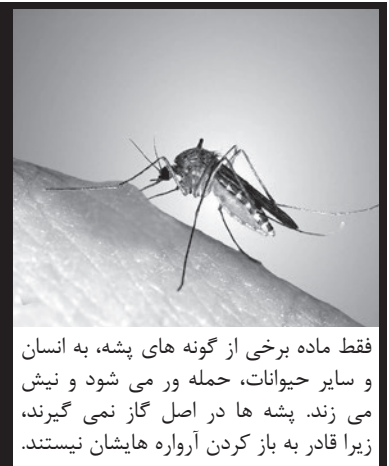 فقط ماده برخی از گونه های پشه، به انسان
و سایر حیوانات، حمله ور می شود و نیش
می زند. پشه ها در اصل گاز نمی گیرند،
زیرا قادر به باز کردن آرواره هایشان نیستند.